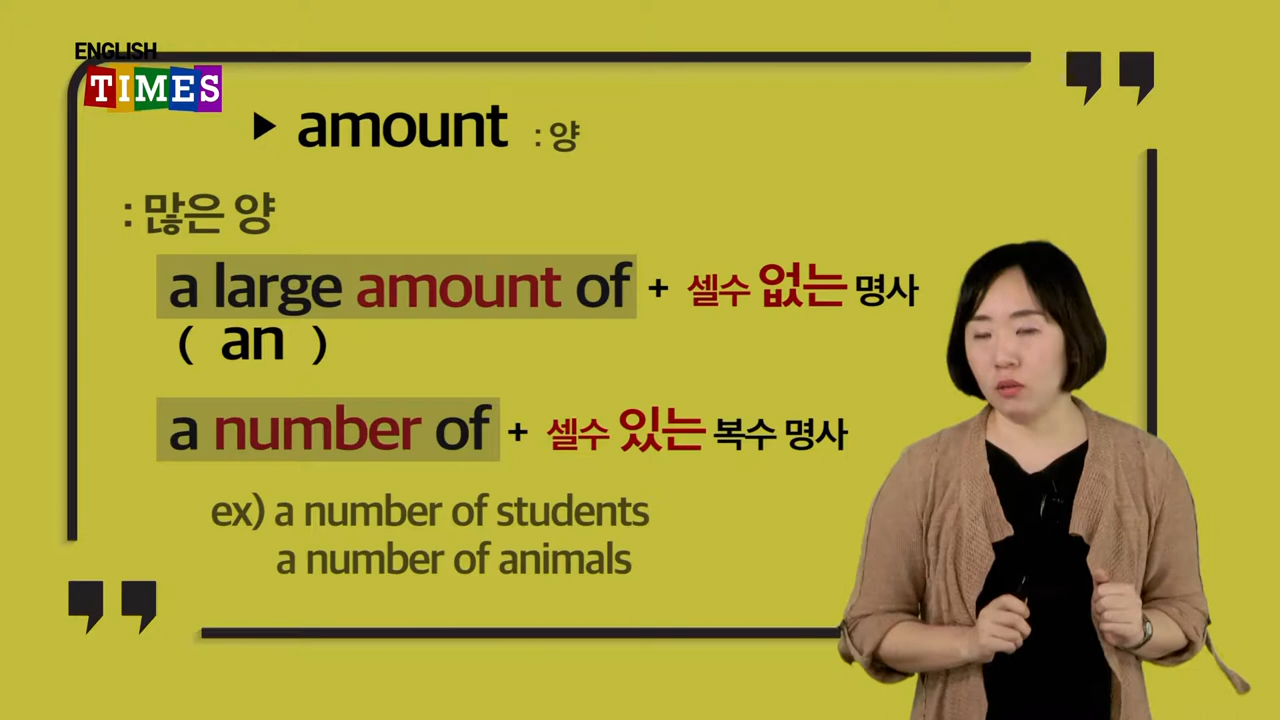 ENGLISH
TIMES
▶ amount : 양
: 많은 양
a large amount of + 셀수 없는 명사
( an )
a number of + 셀수 있는 복수 명사
ex) a number of students
a number of animals